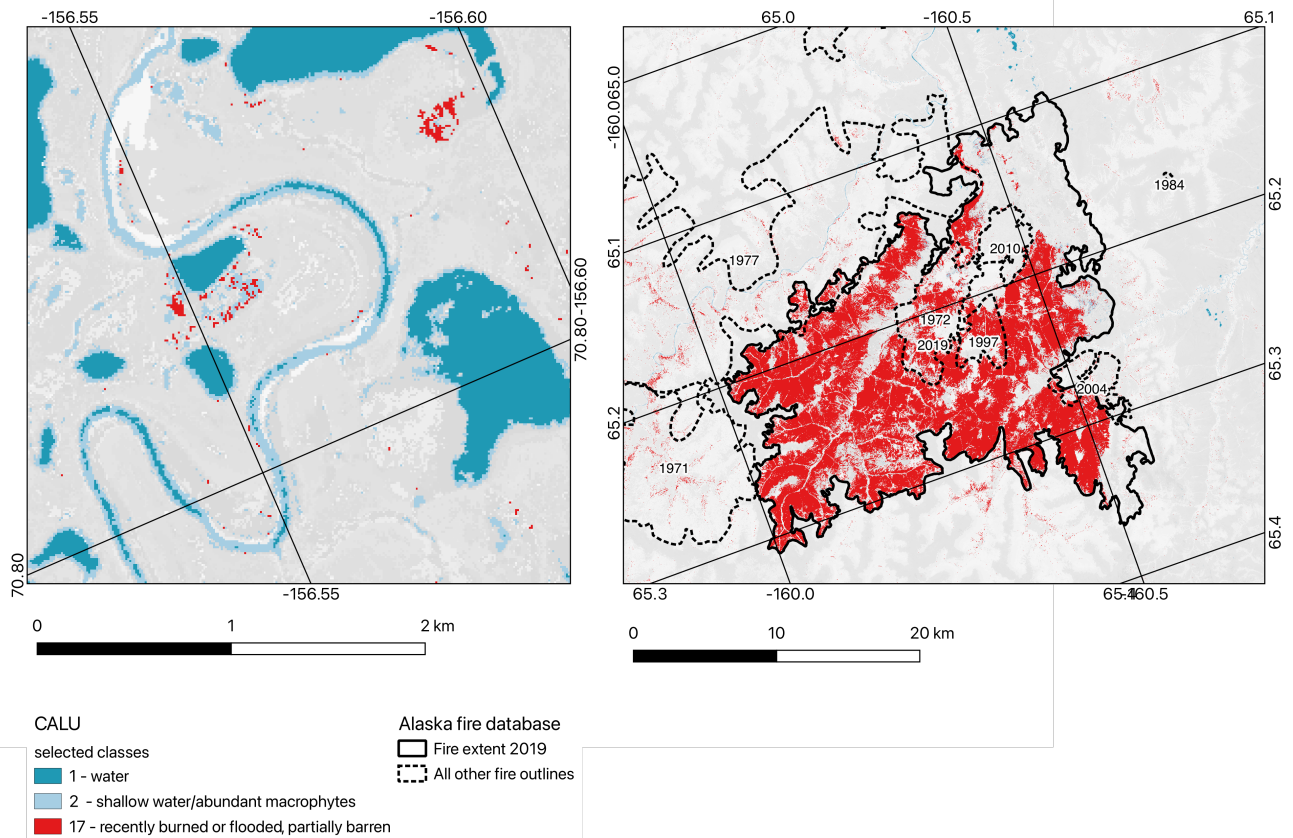 -156.55
-156.60
65.0
-160.5
65.1
-160.065.0
65.1
65.2
65.2
65.3
65.4
1984
1977
2010
1972
2019
1997
2004
1971
70.80-156.60
70.80
-156.55
65.3
-160.0
0
1
2 km
0
10
20 km
CALU
selected classes
1 - water
2 - shallow water/abundant macrophytes
17 - recently burned or flooded, partially barren
Alaska fire database
Fire extent 2019
All other fire outlines